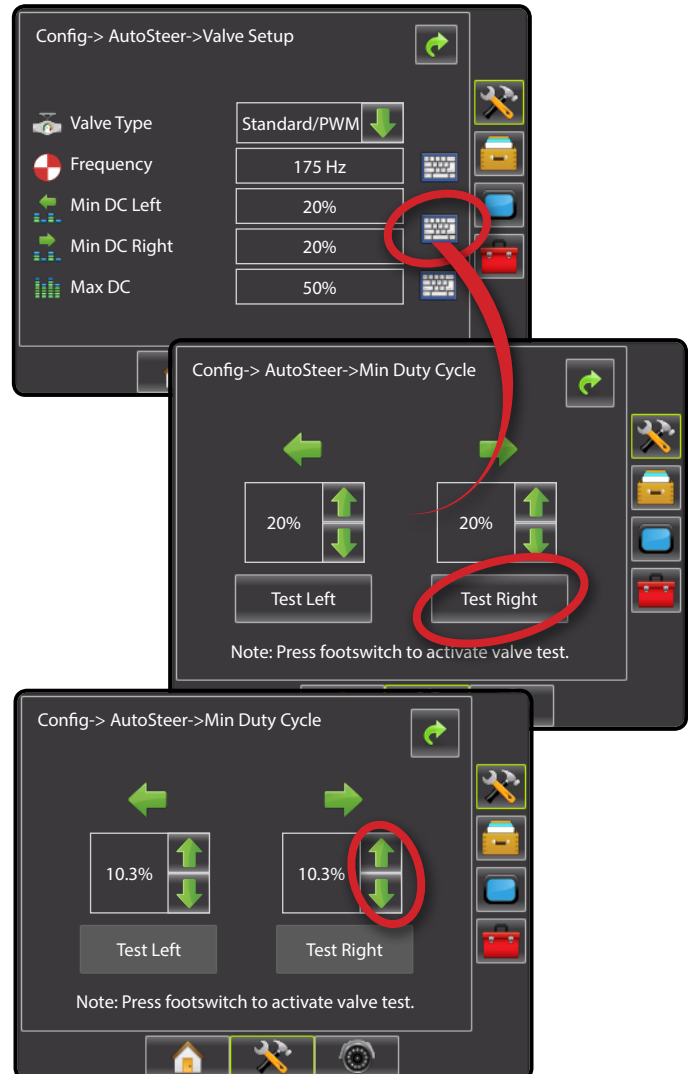 Config-> AutoSteer->Valve Setup
Valve Type Standard/PWM
Frequency 175 Hz
Min DC Left 20%
Min DC Right 20%
Max DC 50%
Config-> AutoSteer->Min Duty Cycle
20% 20%
Test Left Test Right
Note: Press footswitch to activate valve test.
Config-> AutoSteer->Min Duty Cycle
10.3% 10.3%
Test Left Test Right
Note: Press footswitch to activate valve test.